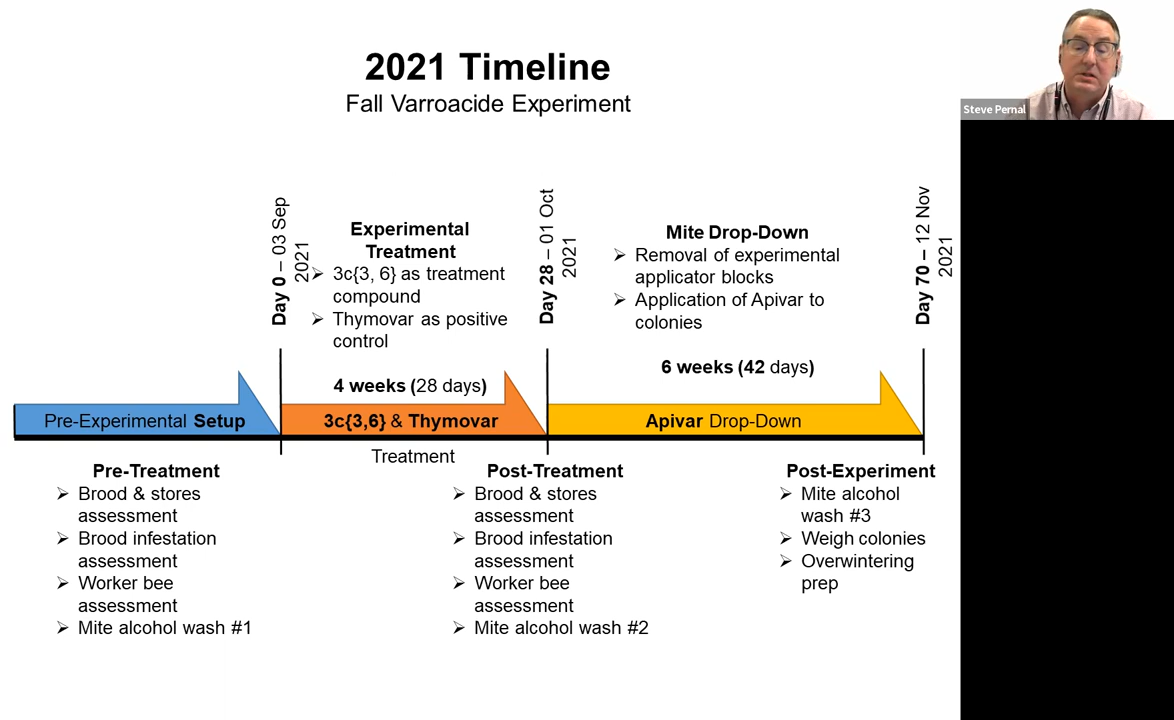 2021 Timeline
Fall Varroacide Experiment
Steve Pernal
Day 0 – 03 Sep
2021
Experimental
Treatment
➢ 3c{3, 6} as treatment
compound
➢ Thymovar as positive
control
4 weeks (28 days)
Day 28 – 01 Oct
2021
Mite Drop-Down
➢ Removal of experimental
applicator blocks
➢ Application of Apivar to
colonies
6 weeks (42 days)
Day 70 – 12 Nov
2021
Pre-Experimental Setup
3c{3,6} & Thymovar
Apivar Drop-Down
Treatment
Pre-Treatment
➢ Brood & stores
assessment
➢ Brood infestation
assessment
➢ Worker bee
assessment
➢ Mite alcohol wash #1
Post-Treatment
➢ Brood & stores
assessment
➢ Brood infestation
assessment
➢ Worker bee
assessment
➢ Mite alcohol wash #2
Post-Experiment
➢ Mite alcohol
wash #3
➢ Weigh colonies
➢ Overwintering
prep